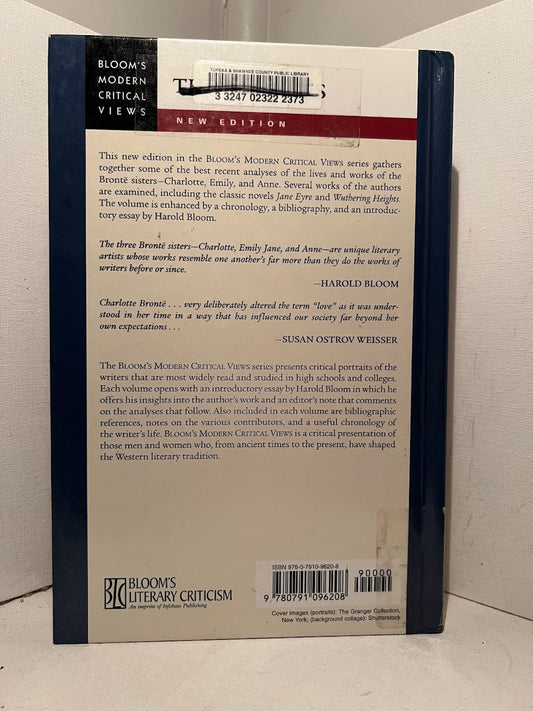 BLOOM'S
MODERN
CRITICAL
VIEWS
TOPEKA & SHAWNEE COUNTY PUBLIC LIBRARY
3 3247 02322 2373
NEW EDITION
This new edition in the BLOOM'S MODERN CRITICAL VIEWS series gathers
together some of the best recent analyses of the lives and works of the
Brontë sisters—Charlotte, Emily, and Anne. Several works of the authors
are examined, including the classic novels Jane Eyre and Wuthering Heights.
The volume is enhanced by a chronology, a bibliography, and an introduc-
tory essay by Harold Bloom.
The three Brontë sisters—Charlotte, Emily Jane, and Anne—are unique literary
artists whose works resemble one another's far more than they do the works of
writers before or since.
—HAROLD BLOOM
Charlotte Brontë . . . very deliberately altered the term "love" as it was under-
stood in her time in a way that has influenced our society far beyond her
own expectations . . .
—SUSAN OSTROV WEISSER
The BLOOM'S MODERN CRITICAL VIEWS series presents critical portraits of the
writers that are most widely read and studied in high schools and colleges.
Each volume opens with an introductory essay by Harold Bloom in which he
offers his insights into the author's work and an editor's note that comments
on the analyses that follow. Also included in each volume are bibliographic
references, notes on the various contributors, and a useful chronology of
the writer's life. BLOOM'S MODERN CRITICAL VIEWS is a critical presentation of
those men and women who, from ancient times to the present, have shaped
the Western literary tradition.
BLC
BLOOM'S
LITERARY CRITICISM
An imprint of Infobase Publishing
ISBN 978-0-7910-9620-8
90000
9 780791 096208
Cover images (portraits): The Granger Collection,
New York; (background collage): Shutterstock